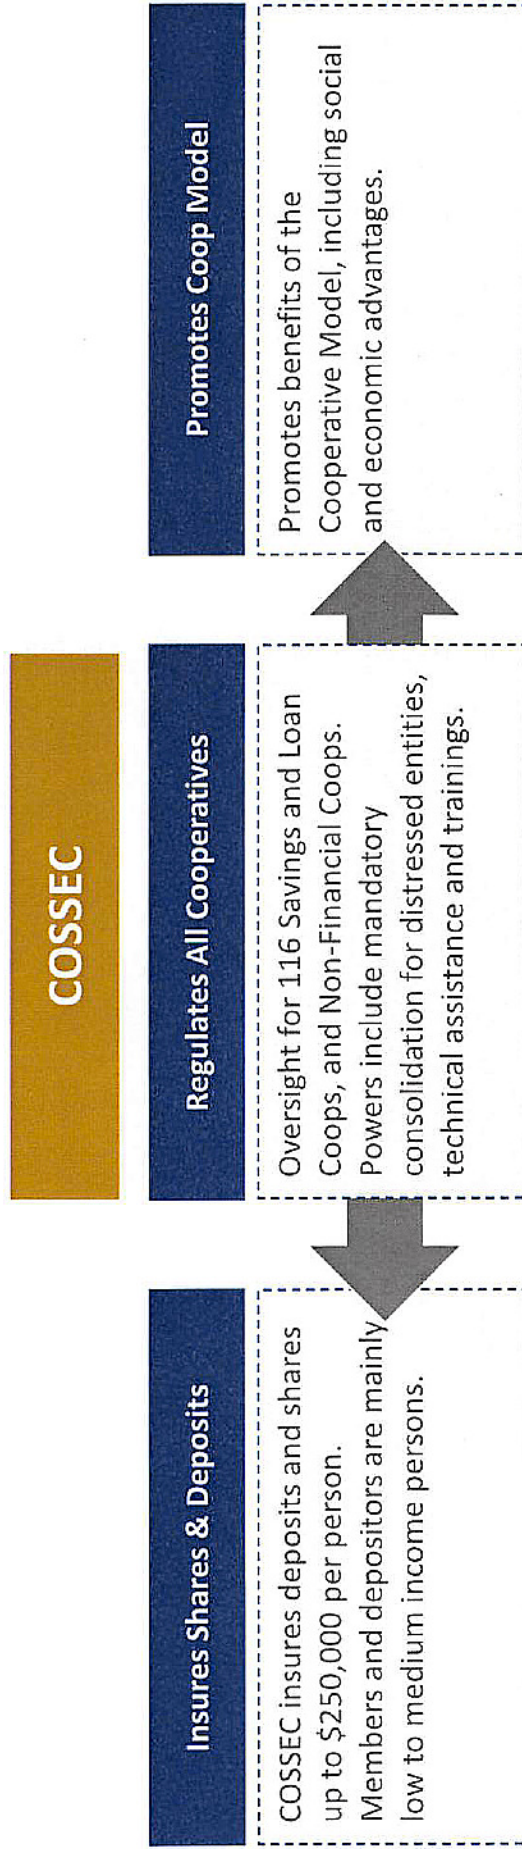 COSSEC
Insures Shares & Deposits
COSSEC insures deposits and shares
up to $250,000 per person.
Members and depositors are mainly
low to medium income persons.
Regulates All Cooperatives
Oversight for 116 Savings and Loan
Coops, and Non-Financial Coops.
Powers include mandatory
consolidation for distressed entities,
technical assistance and trainings.
Promotes Coop Model
Promotes benefits of the
Cooperative Model, including social
and economic advantages.